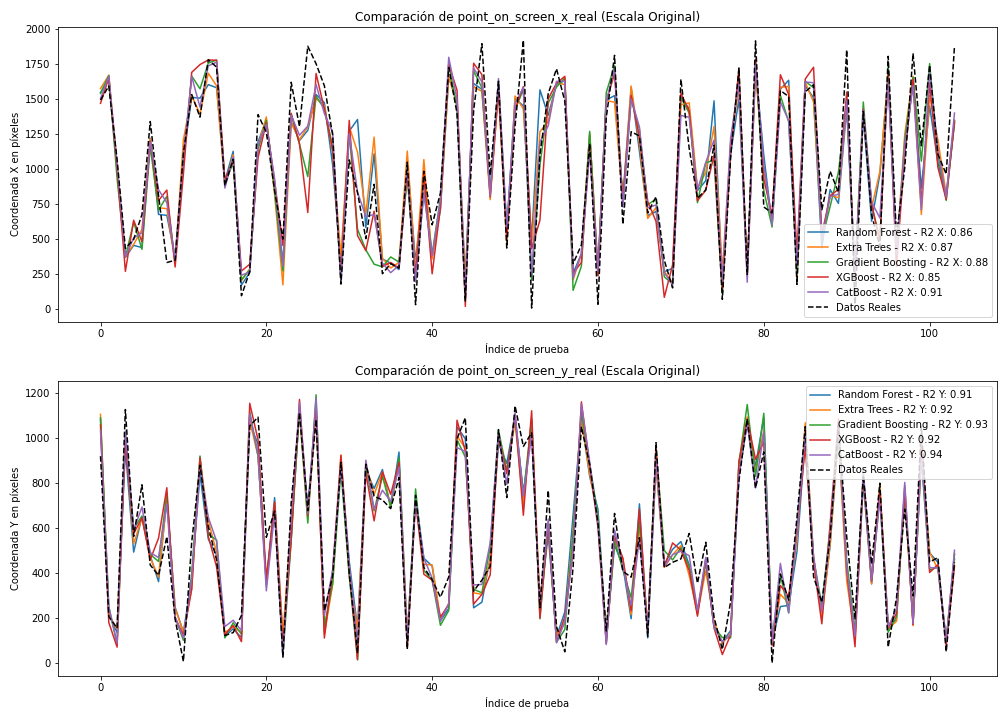 Comparación de point_on_screen_x_real (Escala Original)
2000
1750
1500
1250
1000
750
500
250
0
Coordenada X en píxeles
Random Forest - R2 X: 0.86
Extra Trees - R2 X: 0.87
Gradient Boosting - R2 X: 0.88
XGBoost - R2 X: 0.85
CatBoost - R2 X: 0.91
Datos Reales
0 20 40 60 80 100
Índice de prueba
Comparación de point_on_screen_y_real (Escala Original)
1200
1000
800
600
400
200
0
Coordenada Y en píxeles
Random Forest - R2 Y: 0.91
Extra Trees - R2 Y: 0.92
Gradient Boosting - R2 Y: 0.93
XGBoost - R2 Y: 0.92
CatBoost - R2 Y: 0.94
Datos Reales
0 20 40 60 80 100
Índice de prueba